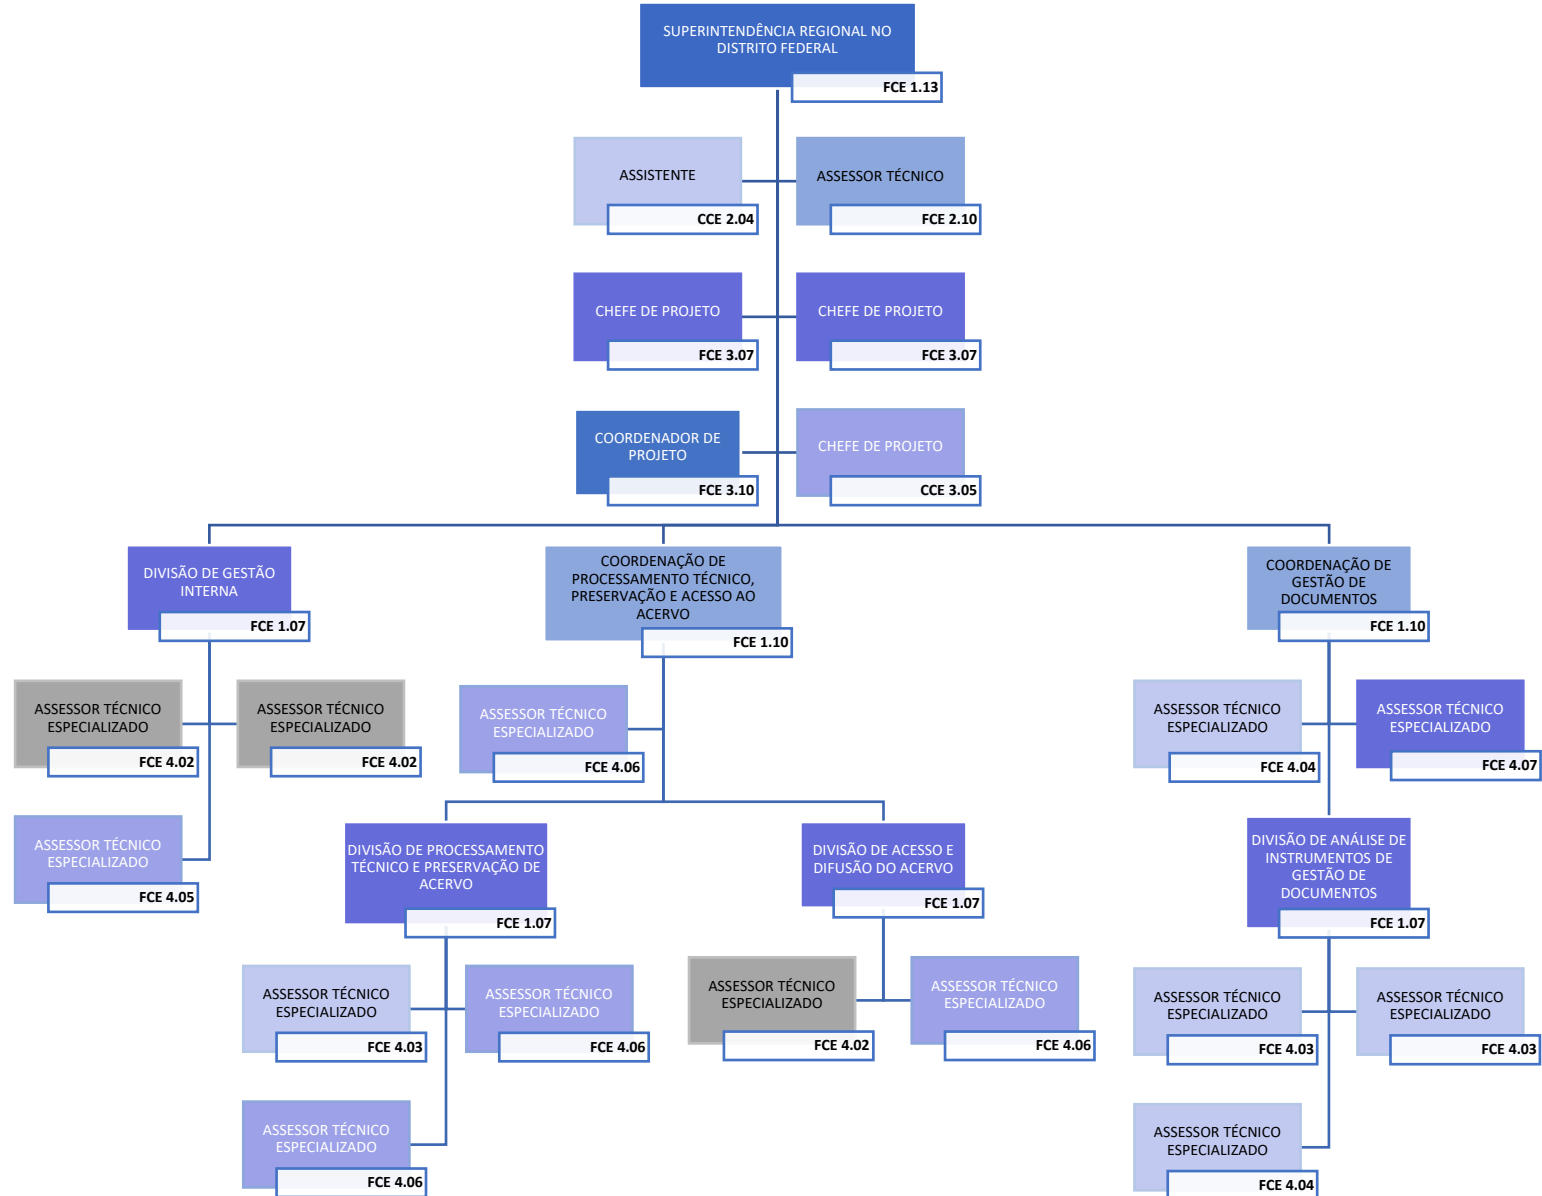 SUPERINTENDÊNCIA REGIONAL NO
DISTRITO FEDERAL
FCE 1.13
ASSISTENTE
CCE 2.04
ASSESSOR TÉCNICO
FCE 2.10
CHEFE DE PROJETO
FCE 3.07
CHEFE DE PROJETO
FCE 3.07
COORDENADOR DE
PROJETO
FCE 3.10
CHEFE DE PROJETO
CCE 3.05
DIVISÃO DE GESTÃO
INTERNA
FCE 1.07
ASSESSOR TÉCNICO
ESPECIALIZADO
FCE 4.02
ASSESSOR TÉCNICO
ESPECIALIZADO
FCE 4.02
ASSESSOR TÉCNICO
ESPECIALIZADO
FCE 4.05
COORDENAÇÃO DE
PROCESSAMENTO TÉCNICO,
PRESERVAÇÃO E ACESSO AO
ACERVO
FCE 1.10
ASSESSOR TÉCNICO
ESPECIALIZADO
FCE 4.06
DIVISÃO DE PROCESSAMENTO
TÉCNICO E PRESERVAÇÃO DE
ACERVO
FCE 1.07
ASSESSOR TÉCNICO
ESPECIALIZADO
FCE 4.03
ASSESSOR TÉCNICO
ESPECIALIZADO
FCE 4.06
ASSESSOR TÉCNICO
ESPECIALIZADO
FCE 4.06
DIVISÃO DE ACESSO E
DIFUSÃO DO ACERVO
FCE 1.07
ASSESSOR TÉCNICO
ESPECIALIZADO
FCE 4.02
ASSESSOR TÉCNICO
ESPECIALIZADO
FCE 4.06
COORDENAÇÃO DE
GESTÃO DE
DOCUMENTOS
FCE 1.10
ASSESSOR TÉCNICO
ESPECIALIZADO
FCE 4.04
ASSESSOR TÉCNICO
ESPECIALIZADO
FCE 4.07
DIVISÃO DE ANÁLISE DE
INSTRUMENTOS DE
GESTÃO DE
DOCUMENTOS
FCE 1.07
ASSESSOR TÉCNICO
ESPECIALIZADO
FCE 4.03
ASSESSOR TÉCNICO
ESPECIALIZADO
FCE 4.03
ASSESSOR TÉCNICO
ESPECIALIZADO
FCE 4.04